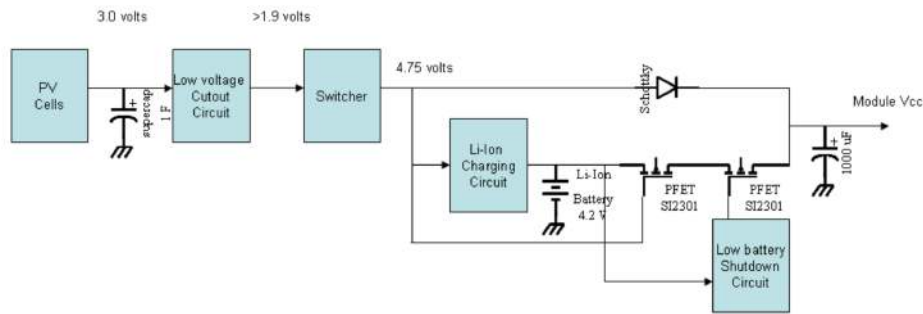 3.0 volts
>1.9 volts
PV
Cells
supercap
1 F
Low voltage
Cutout
Circuit
Switcher
4.75 volts
Schottky
Module Vcc
1000 uF
Li-Ion
Charging
Circuit
Li-Ion
Battery
4.2 V
PFET
SI2301
PFET
SI2301
Low battery
Shutdown
Circuit